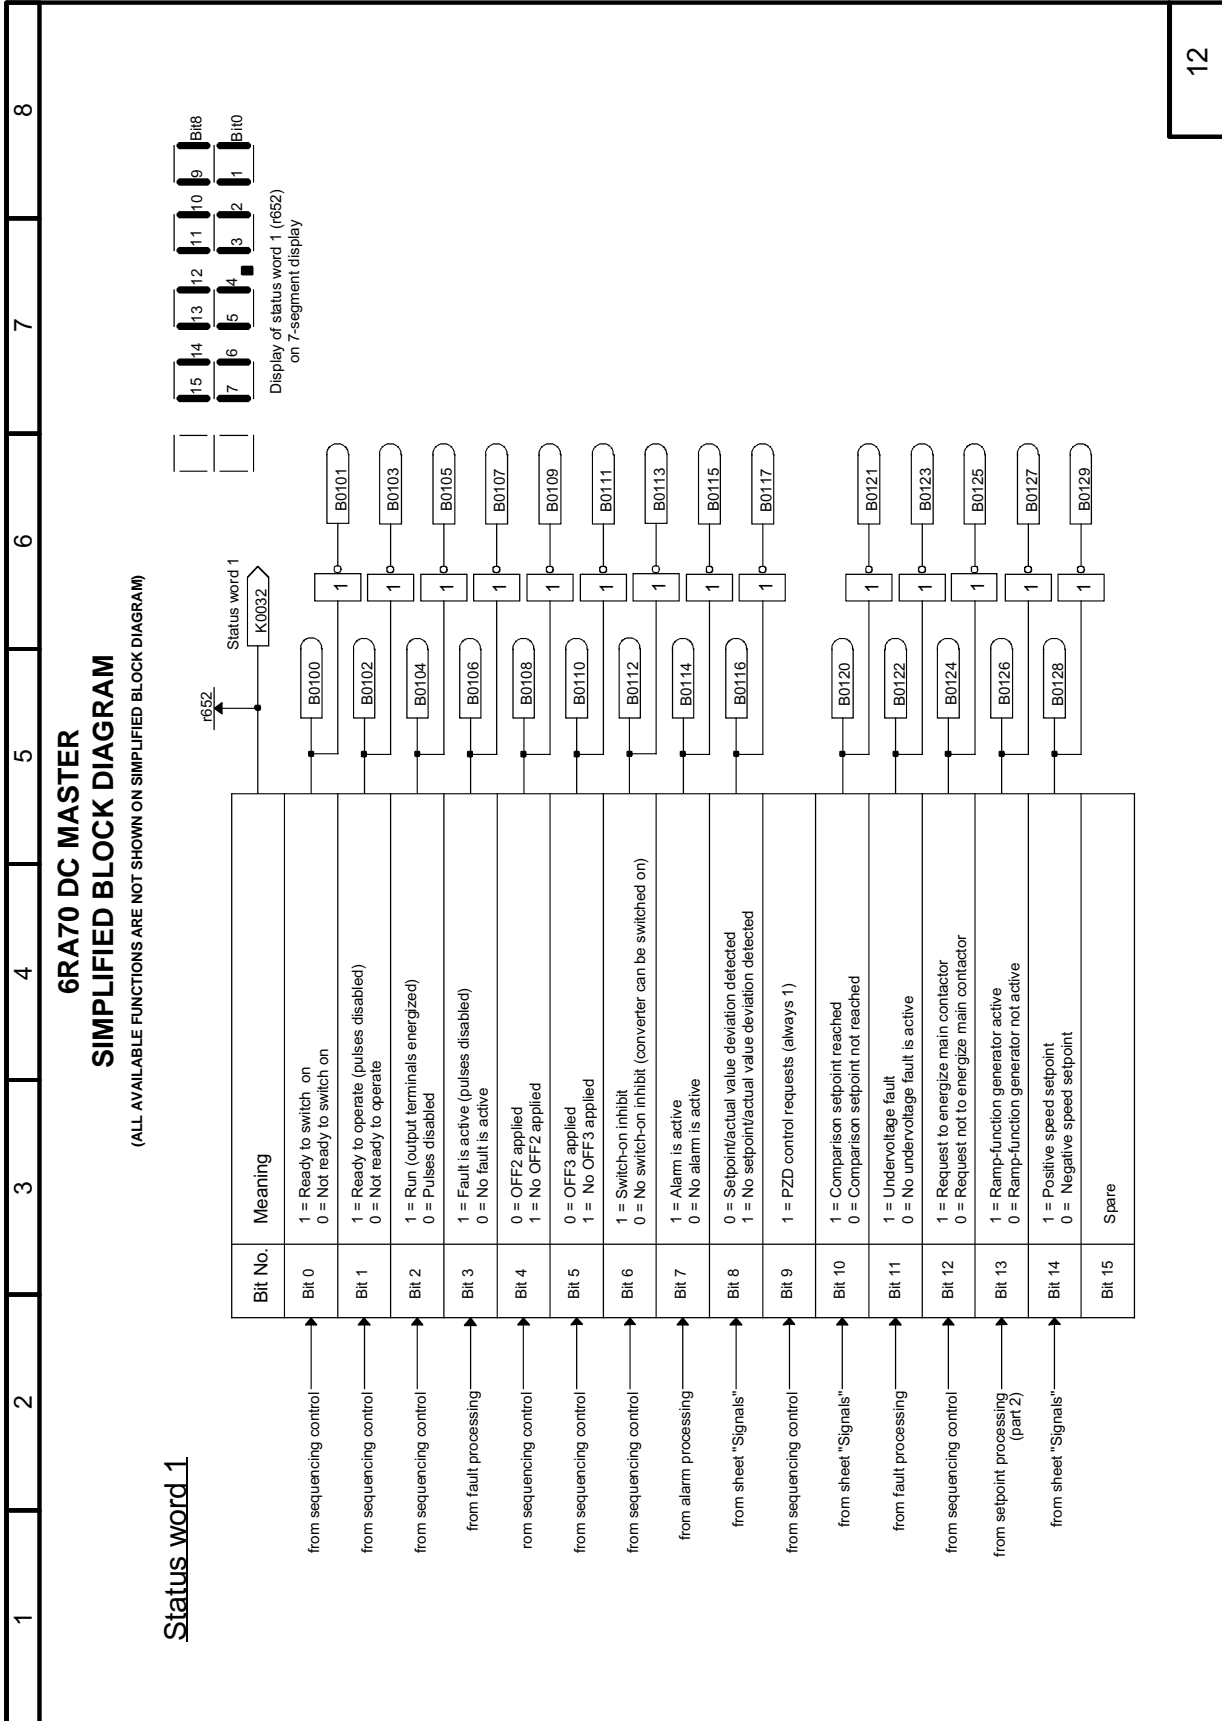 1 2 3 4 5 6 7 8
6RA70 DC MASTER
SIMPLIFIED BLOCK DIAGRAM
(ALL AVAILABLE FUNCTIONS ARE NOT SHOWN ON SIMPLIFIED BLOCK DIAGRAM)
Status word 1
15 14 13 12 11 10 9 Bit8
7 6 5 4 3 2 1 Bit0
Display of status word 1 (r652)
on 7-segment display
r652
Status word 1
K0032
Bit No. Meaning
from sequencing control Bit 0 1 = Ready to switch on B0100 1 B0101
0 = Not ready to switch on
from sequencing control Bit 1 1 = Ready to operate (pulses disabled) B0102 1 B0103
0 = Not ready to operate
from sequencing control Bit 2 1 = Run (output terminals energized) B0104 1 B0105
0 = Pulses disabled
from fault processing Bit 3 1 = Fault is active (pulses disabled) B0106 1 B0107
0 = No fault is active
rom sequencing control Bit 4 0 = OFF2 applied B0108 1 B0109
1 = No OFF2 applied
from sequencing control Bit 5 0 = OFF3 applied B0110 1 B0111
1 = No OFF3 applied
from sequencing control Bit 6 1 = Switch-on inhibit B0112 1 B0113
0 = No switch-on inhibit (converter can be switched on)
from alarm processing Bit 7 1 = Alarm is active B0114 1 B0115
0 = No alarm is active
from sheet "Signals" Bit 8 0 = Setpoint/actual value deviation detected B0116 1 B0117
1 = No setpoint/actual value deviation detected
from sequencing control Bit 9 1 = PZD control requests (always 1)
from sheet "Signals" Bit 10 1 = Comparison setpoint reached B0120 1 B0121
0 = Comparison setpoint not reached
from fault processing Bit 11 1 = Undervoltage fault B0122 1 B0123
0 = No undervoltage fault is active
from sequencing control Bit 12 1 = Request to energize main contactor B0124 1 B0125
0 = Request not to energize main contactor
from setpoint processing Bit 13 1 = Ramp-function generator active B0126 1 B0127
(part 2) 0 = Ramp-function generator not active
from sheet "Signals" Bit 14 1 = Positive speed setpoint B0128 1 B0129
0 = Negative speed setpoint
Bit 15 Spare
12